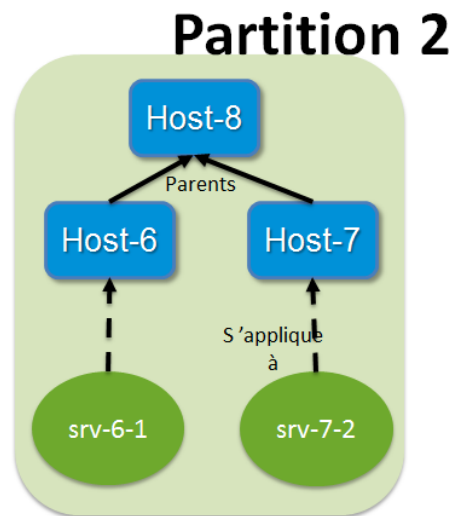 Partition 2
Host-8
Parents
Host-6
Host-7
S ’applique
à
srv-6-1
srv-7-2